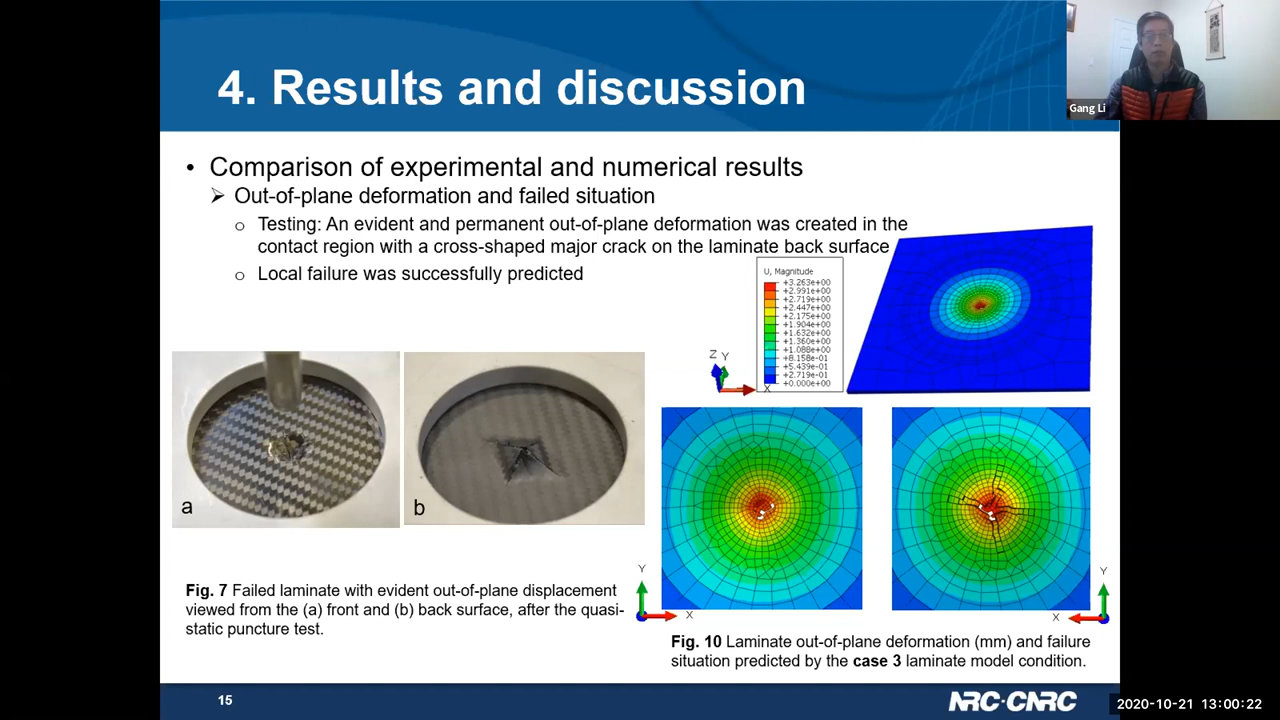 4. Results and discussion
Gang Li
• Comparison of experimental and numerical results
➢ Out-of-plane deformation and failed situation
o Testing: An evident and permanent out-of-plane deformation was created in the
contact region with a cross-shaped major crack on the laminate back surface
o Local failure was successfully predicted
U, Magnitude
+3.263e+00
+2.991e+00
+2.719e+00
+2.447e+00
+2.175e+00
+1.904e+00
+1.632e+00
+1.360e+00
+1.088e+00
+8.158e-01
+5.439e-01
+2.719e-01
+0.000e+00
Z Y
X
a
b
Y
X
Y
X
Fig. 7 Failed laminate with evident out-of-plane displacement
viewed from the (a) front and (b) back surface, after the quasi-
static puncture test.
Fig. 10 Laminate out-of-plane deformation (mm) and failure
situation predicted by the case 3 laminate model condition.
15
NRC·CNRC
2020-10-21 13:00:22